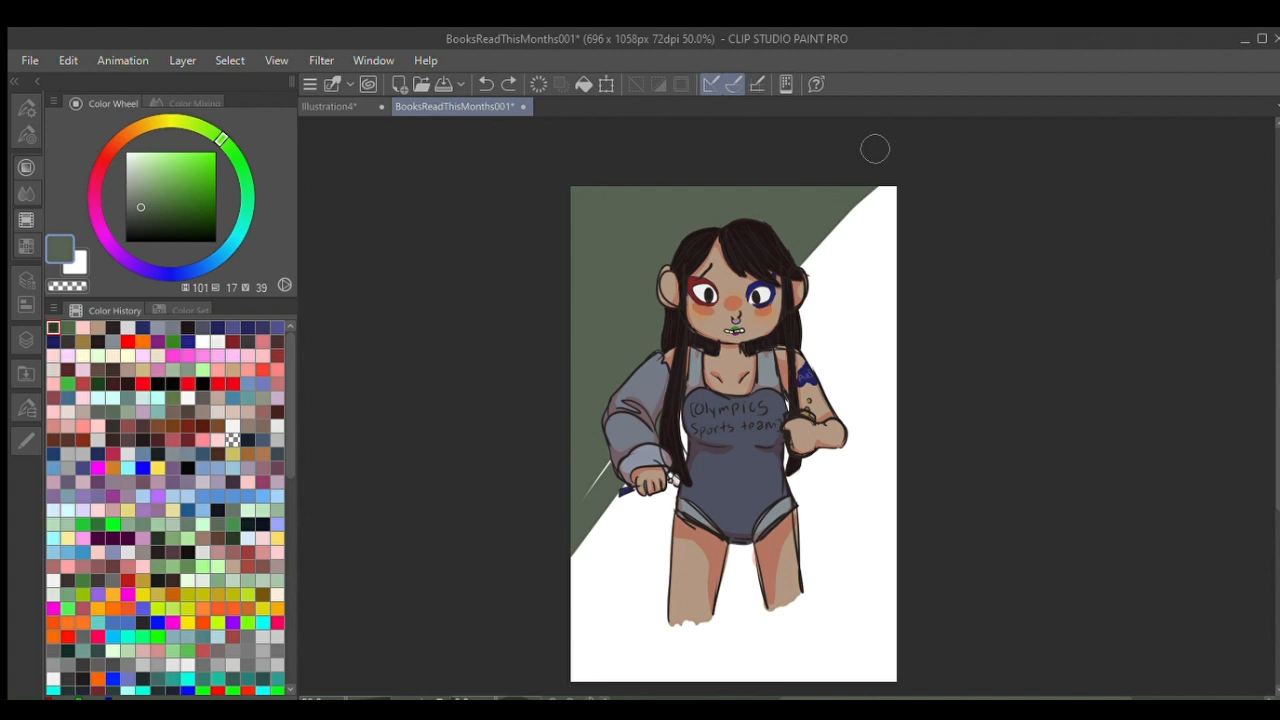 BooksReadThisMonths001* (696 x 1058px 72dpi 50.0%) - CLIP STUDIO PAINT PRO
File Edit Animation Layer Select View Filter Window Help
Color Wheel Color Mixing
Illustration4* BooksReadThisMonths001*
H 101 S 17 V 39
Color History Color Set
[Olympics
Sports team]